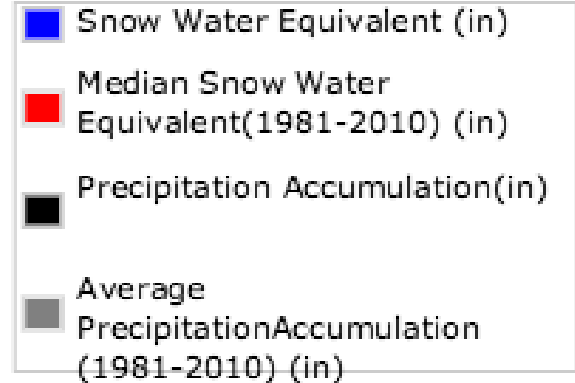 Snow Water Equivalent (in)
Median Snow Water
Equivalent(1981-2010) (in)
Precipitation Accumulation(in)
Average
PrecipitationAccumulation
(1981-2010) (in)